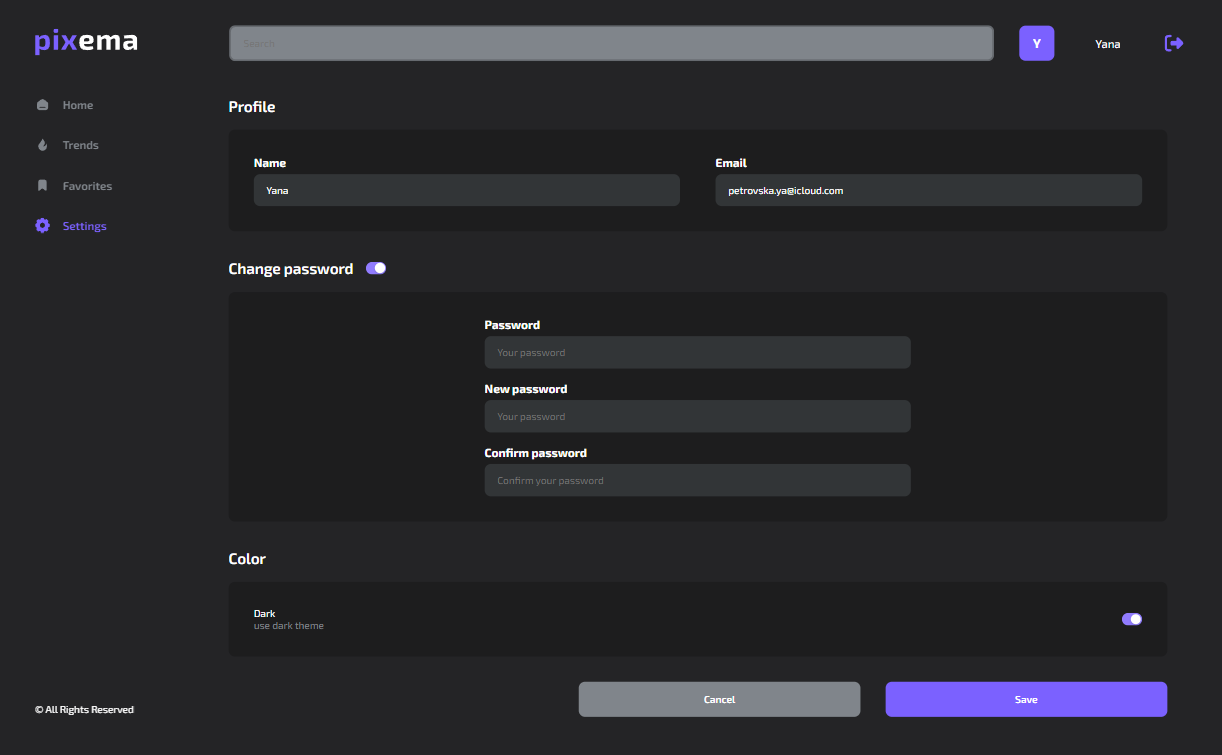 pixema
Search
Y
Yana
Home
Trends
Favorites
Settings
Profile
Name
Email
Yana
petrovska.ya@icloud.com
Change password
Password
Your password
New password
Your password
Confirm password
Confirm your password
Color
Dark
use dark theme
Cancel
Save
© All Rights Reserved